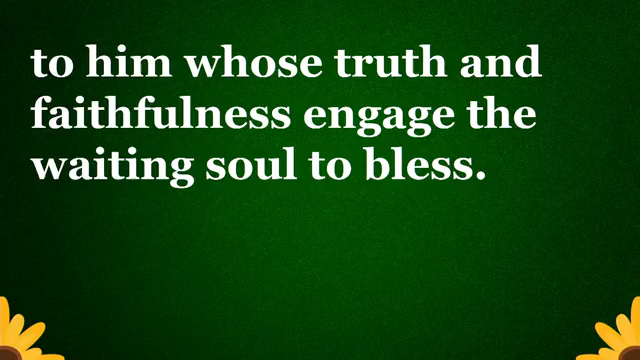 to him whose truth and
faithfulness engage the
waiting soul to bless.